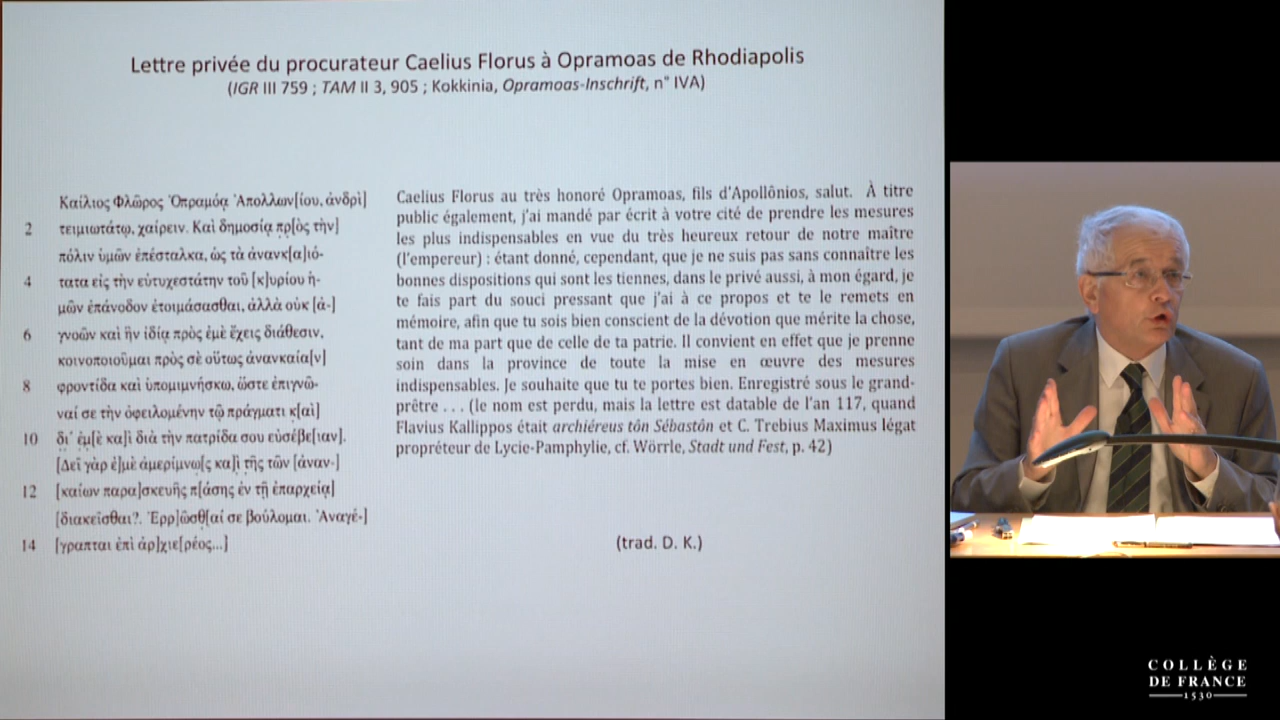 Lettre privée du procurateur Caelius Florus à Opramoas de Rhodiapolis
(IGR III 759 ; TAM II 3, 905 ; Kokkinia, Opramoas-Inschrift, n° IVA)
Καίλιος Φλῶρος Ὀπραμόᾳ Ἀπολλων[ίου, ἀνδρὶ]
2 τειμιωτάτῳ, χαίρειν. Καὶ δημοσίᾳ πρ[ὸς τὴν]
πόλιν ὑμῶν ἐπέσταλκα, ὡς τὰ ἀνανκ[α]ιό-
4 τατα εἰς τὴν εὐτυχεστάτην τοῦ [κ]υρίου ἡ-
μῶν ἐπάνοδον ἑτοιμάσασθαι, ἀλλὰ οὐκ [ἀ-]
6 γνοῶν καὶ ἣν ἰδίᾳ πρὸς ἐμὲ ἔχεις διάθεσιν,
κοινοποιοῦμαι πρὸς σὲ οὕτως ἀνανκαία[ν]
8 φροντίδα καὶ ὑπομιμνήσκω, ὥστε ἐπιγνῶ-
ναί σε τὴν ὀφειλομένην τῷ πράγματι κ[αὶ]
10 δι' ἐμ[ὲ κα]ὶ διὰ τὴν πατρίδα σου εὐσέβε[ιαν].
[Δεῖ γὰρ ἐ]μὲ ἀμερίμνω[ς κα]ὶ τῆς τῶν [ἀναν-]
12 [καίων παρα]σκευῆς π[άσης ἐν τῇ ἐπαρχείᾳ]
[διακεῖσθαι?. Ἐρρ]ῶσθ[αί σε βούλομαι. Ἀναγέ-]
14 [γραπται ἐπὶ ἀρ]χιε[ρέος...]
Caelius Florus au très honoré Opramoas, fils d'Apollônios, salut. À titre
public également, j'ai mandé par écrit à votre cité de prendre les mesures
les plus indispensables en vue du très heureux retour de notre maître
(l'empereur) : étant donné, cependant, que je ne suis pas sans connaître les
bonnes dispositions qui sont les tiennes, dans le privé aussi, à mon égard, je
te fais part du souci pressant que j'ai à ce propos et te le remets en
mémoire, afin que tu sois bien conscient de la dévotion que mérite la chose,
tant de ma part que de celle de ta patrie. Il convient en effet que je prenne
soin dans la province de toute la mise en œuvre des mesures
indispensables. Je souhaite que tu te portes bien. Enregistré sous le grand-
prêtre . . . (le nom est perdu, mais la lettre est datable de l'an 117, quand
Flavius Kallippos était archiéreus tôn Sébastôn et C. Trebius Maximus légat
propréteur de Lycie-Pamphylie, cf. Wörrle, Stadt und Fest, p. 42)
(trad. D. K.)
COLLÈGE
DE FRANCE
1530